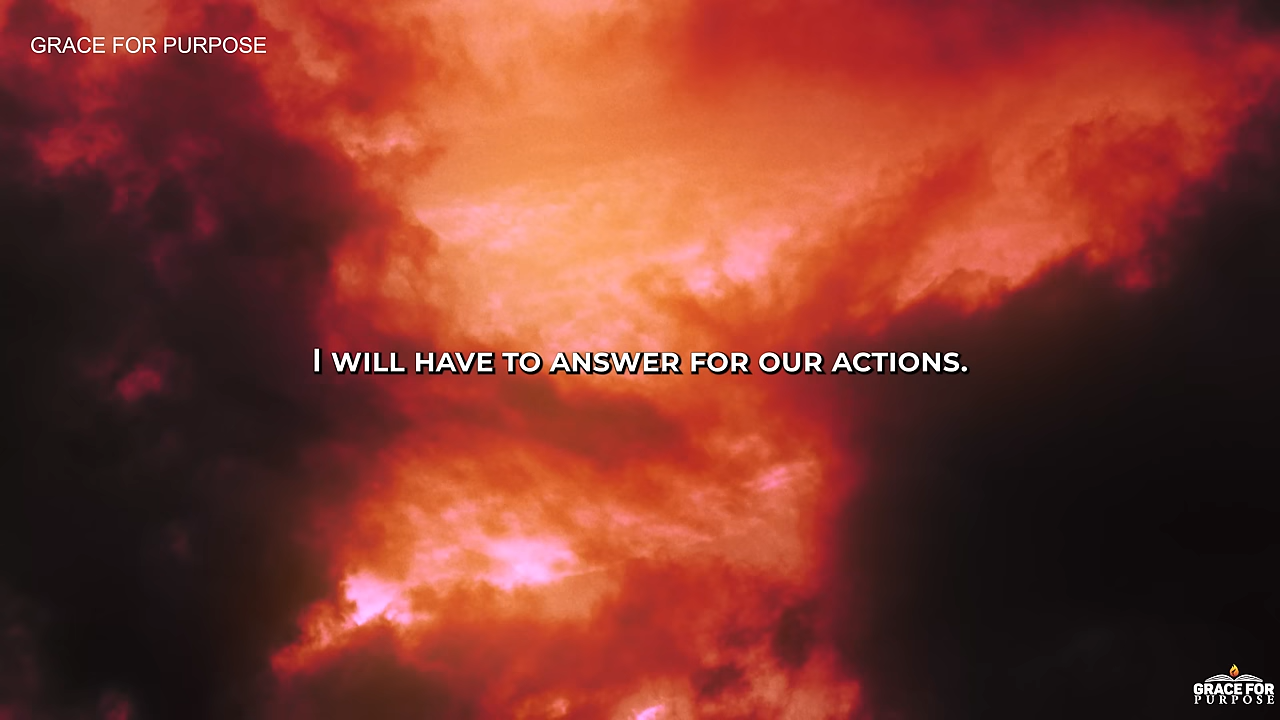 GRACE FOR PURPOSE
I WILL HAVE TO ANSWER FOR OUR ACTIONS.
GRACE FOR
PURPOSE